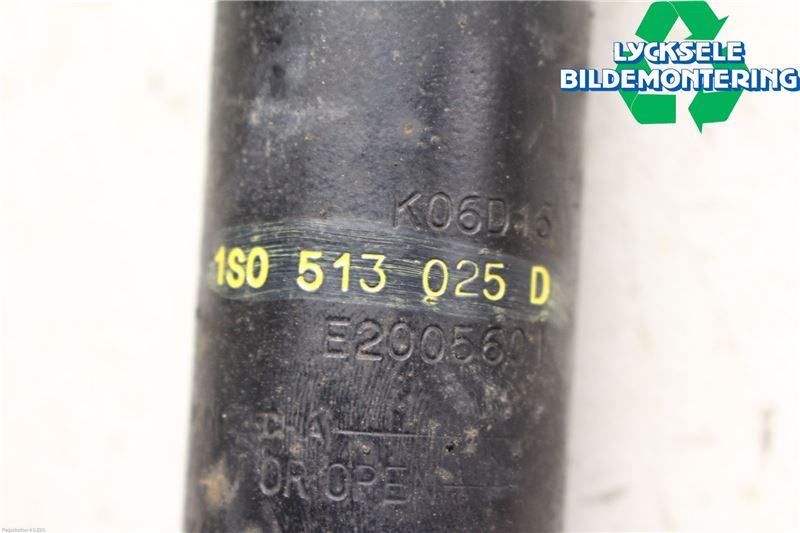 LYCKSELE
BILDEMONTERING
K06D16
1S0 513 025 D
E2005601
OR OPEN